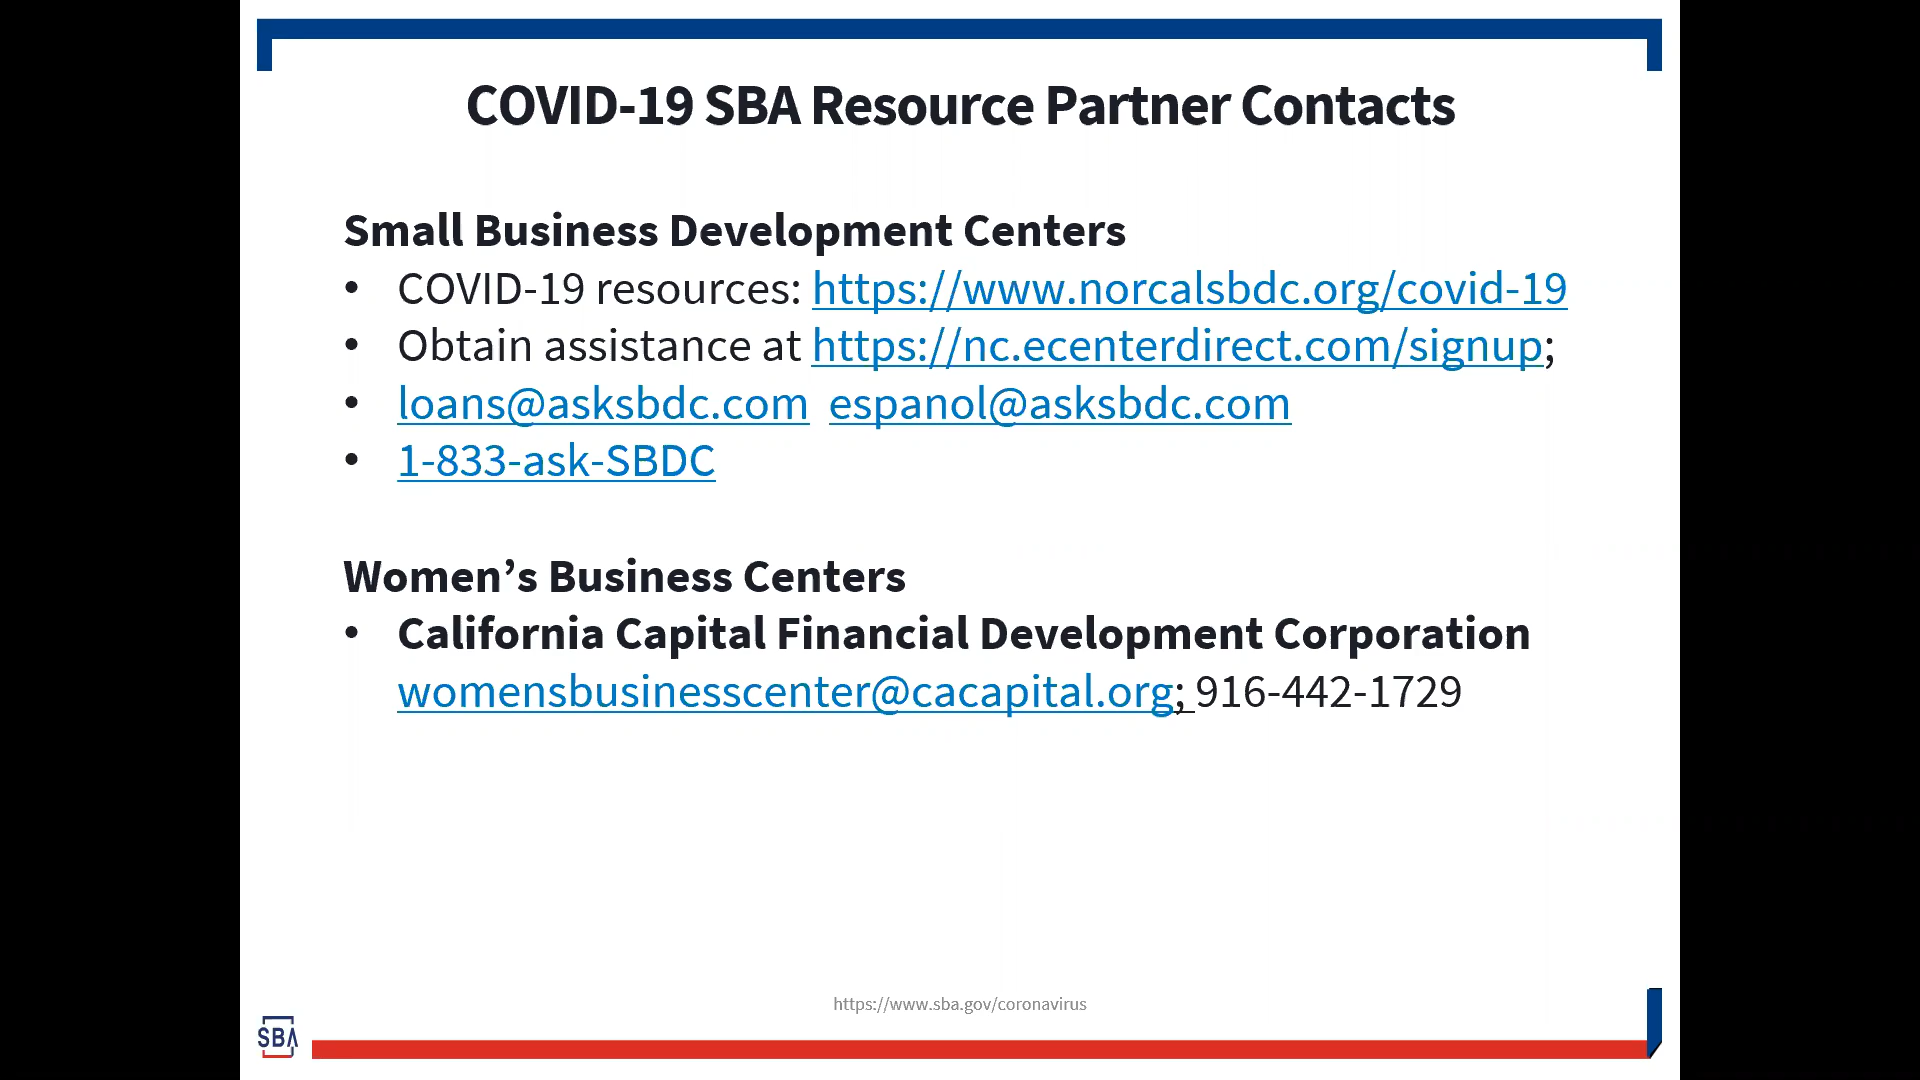 COVID-19 SBA Resource Partner Contacts
Small Business Development Centers
• COVID-19 resources: https://www.norcalsbdc.org/covid-19
• Obtain assistance at https://nc.ecenterdirect.com/signup;
• loans@asksbdc.com espanol@asksbdc.com
• 1-833-ask-SBDC
Women’s Business Centers
• California Capital Financial Development Corporation
womensbusinesscenter@cacapital.org; 916-442-1729
https://www.sba.gov/coronavirus
SBA